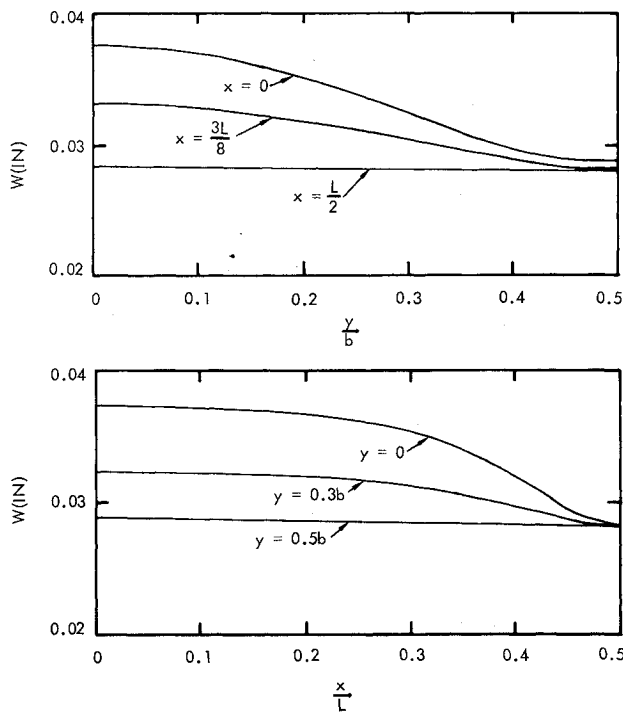 0.04
x = 0
x = 3L/8
W(IN)
0.03
x = L/2
0.02
0 0.1 0.2 0.3 0.4 0.5
y/b
0.04
y = 0
W(IN)
y = 0.3b
0.03
y = 0.5b
0.02
0 0.1 0.2 0.3 0.4 0.5
x/L